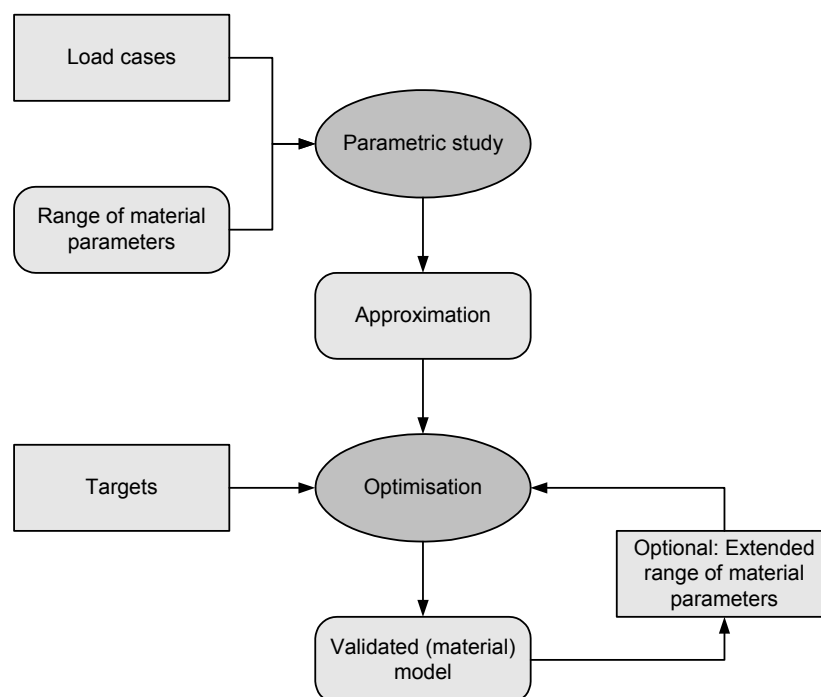 Load cases
Parametric study
Range of material
parameters
Approximation
Targets
Optimisation
Optional: Extended
range of material
parameters
Validated (material)
model